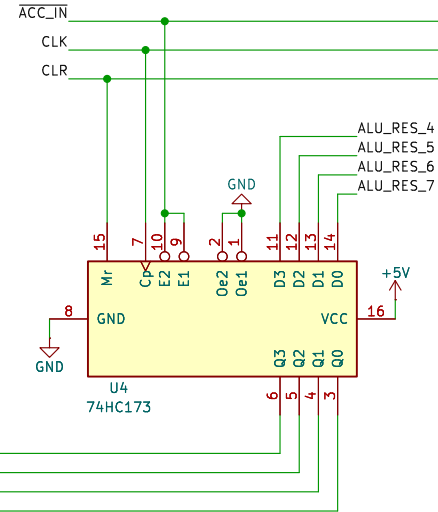 ACC_IN
CLK
CLR
ALU_RES_4
ALU_RES_5
ALU_RES_6
ALU_RES_7
GND
15
7
10
9
2
1
11
12
13
14
Mr
Cp
E2
E1
Oe2
Oe1
D3
D2
D1
D0
+5V
8
GND
VCC
16
GND
Q3
Q2
Q1
Q0
U4
74HC173
6
5
4
3